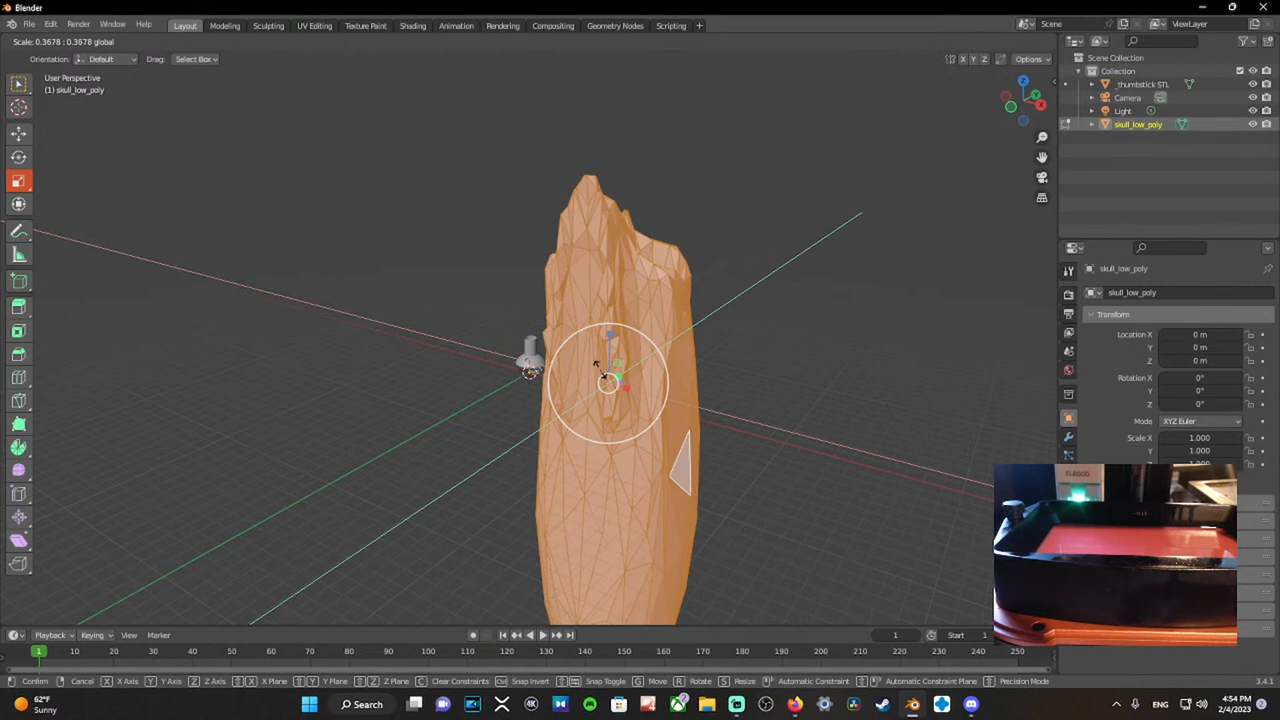 Blender
File Edit Render Window Help Layout Modeling Sculpting UV Editing Texture Paint Shading Animation Rendering Compositing Geometry Nodes Scripting + Scene ViewLayer
Scale: 0.3678 : 0.3678 global
Orientation: Default Drag: Select Box X Y Z Options
User Perspective
(1) skull_low_poly
Scene Collection
Collection
_thumbstick STL
Camera
Light
skull_low_poly
Z
Y
X
skull_low_poly
skull_low_poly
Transform
Location X 0 m
Y 0 m
Z 0 m
Rotation X 0°
Y 0°
Z 0°
Mode XYZ Euler
Scale X 1.000
Y 1.000
Playback Keying View Marker 1 Start 1
1 10 20 30 40 50 60 70 80 90 100 110 120 130 140 150 160 170 180 190 200 210 220 230 240 250
Confirm Cancel X X Axis Y Y Axis Z Z Axis X X Plane Y Y Plane Z Z Plane C Clear Constraints Snap Invert Snap Toggle G Move R Rotate S Resize Automatic Constraint Automatic Constraint Plane Precision Mode 3.4.1
62°F
Sunny
Search
4:54 PM
2/4/2023